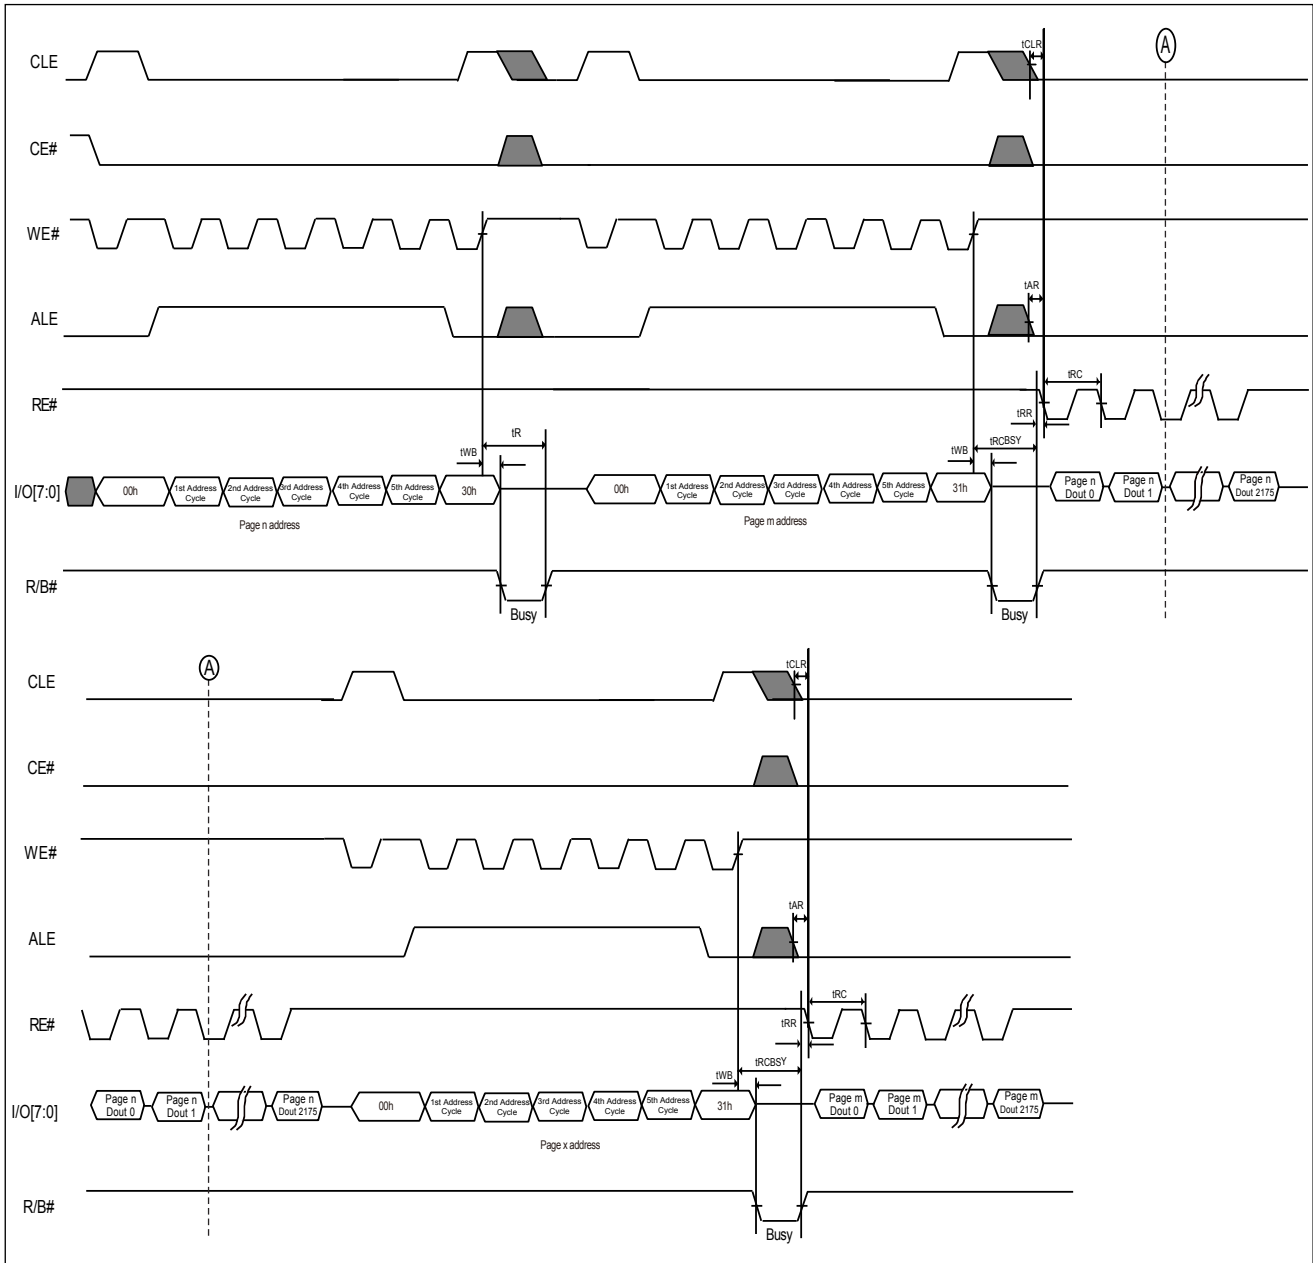 tCLR
A
CLE
CE#
WE#
tAR
ALE
tRC
RE#
tRR
tR
tWB
tWB
tRCBSY
I/O[7:0]
00h
1st Address Cycle
2nd Address Cycle
3rd Address Cycle
4th Address Cycle
5th Address Cycle
30h
00h
1st Address Cycle
2nd Address Cycle
3rd Address Cycle
4th Address Cycle
5th Address Cycle
31h
Page n Dout 0
Page n Dout 1
Page n Dout 2175
Page n address
Page m address
R/B#
Busy
Busy
A
tCLR
CLE
CE#
WE#
tAR
ALE
tRC
RE#
tRR
tRCBSY
tWB
I/O[7:0]
Page n Dout 0
Page n Dout 1
Page n Dout 2175
00h
1st Address Cycle
2nd Address Cycle
3rd Address Cycle
4th Address Cycle
5th Address Cycle
31h
Page m Dout 0
Page m Dout 1
Page m Dout 2175
Page x address
R/B#
Busy